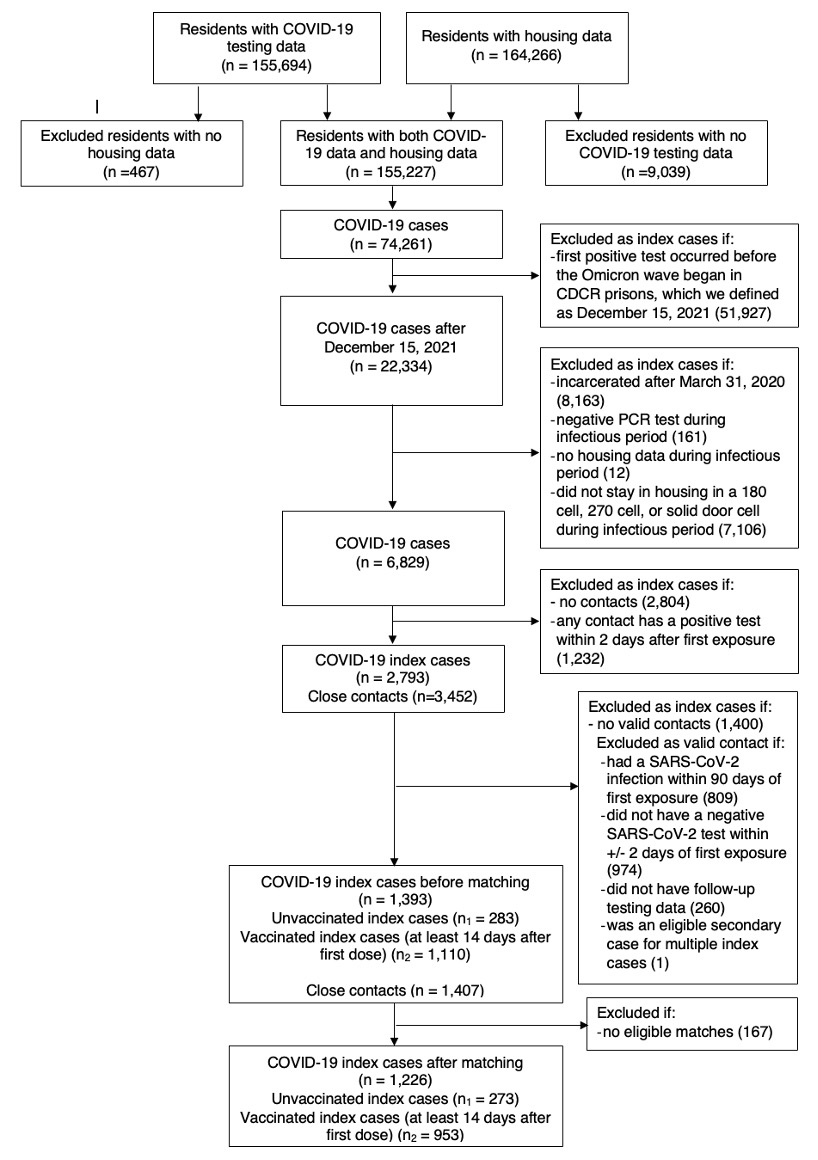 Residents with COVID-19
testing data
(n = 155,694)
Residents with housing data
(n = 164,266)
Excluded residents with no
housing data
(n =467)
Residents with both COVID-
19 data and housing data
(n = 155,227)
Excluded residents with no
COVID-19 testing data
(n =9,039)
COVID-19 cases
(n = 74,261)
Excluded as index cases if:
-first positive test occurred before
the Omicron wave began in
CDCR prisons, which we defined
as December 15, 2021 (51,927)
COVID-19 cases after
December 15, 2021
(n = 22,334)
Excluded as index cases if:
-incarcerated after March 31, 2020
(8,163)
-negative PCR test during
infectious period (161)
-no housing data during infectious
period (12)
-did not stay in housing in a 180
cell, 270 cell, or solid door cell
during infectious period (7,106)
COVID-19 cases
(n = 6,829)
Excluded as index cases if:
- no contacts (2,804)
-any contact has a positive test
within 2 days after first exposure
(1,232)
COVID-19 index cases
(n = 2,793)
Close contacts (n=3,452)
Excluded as index cases if:
- no valid contacts (1,400)
Excluded as valid contact if:
-had a SARS-CoV-2
infection within 90 days of
first exposure (809)
-did not have a negative
SARS-CoV-2 test within
+/- 2 days of first exposure
(974)
-did not have follow-up
testing data (260)
-was an eligible secondary
case for multiple index
cases (1)
COVID-19 index cases before matching
(n = 1,393)
Unvaccinated index cases (n₁ = 283)
Vaccinated index cases (at least 14 days after
first dose) (n₂ = 1,110)
Close contacts (n = 1,407)
Excluded if:
-no eligible matches (167)
COVID-19 index cases after matching
(n = 1,226)
Unvaccinated index cases (n₁ = 273)
Vaccinated index cases (at least 14 days after
first dose) (n₂ = 953)